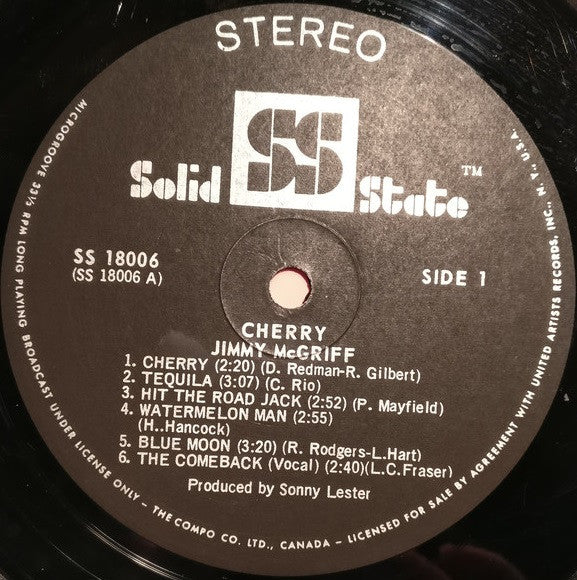 STEREO
SS
Solid State ™
SS 18006
(SS 18006 A)
SIDE 1
CHERRY
JIMMY McGRIFF
1. CHERRY (2:20) (D. Redman-R. Gilbert)
2. TEQUILA (3:07) (C. Rio)
3. HIT THE ROAD JACK (2:52) (P. Mayfield)
4. WATERMELON MAN (2:55)
(H..Hancock)
5. BLUE MOON (3:20) (R. Rodgers-L.Hart)
6. THE COMEBACK (Vocal) (2:40)(L.C.Fraser)
Produced by Sonny Lester
MICROGROOVE 33⅓ RPM LONG PLAYING BROADCAST UNDER LICENSE ONLY - THE COMPO CO. LTD., CANADA - LICENSED FOR SALE BY AGREEMENT WITH UNITED ARTISTS RECORDS, INC., N. Y., U.S.A.